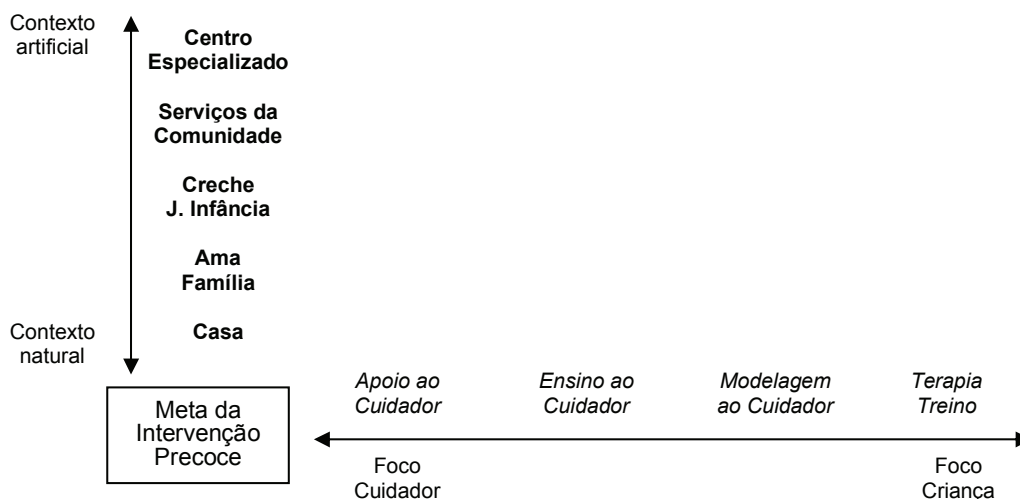 Contexto
artificial
Centro
Especializado
Serviços da
Comunidade
Creche
J. Infância
Ama
Família
Contexto
natural
Casa
Meta da
Intervenção
Precoce
Apoio ao
Cuidador
Ensino ao
Cuidador
Modelagem
ao Cuidador
Terapia
Treino
Foco
Cuidador
Foco
Criança